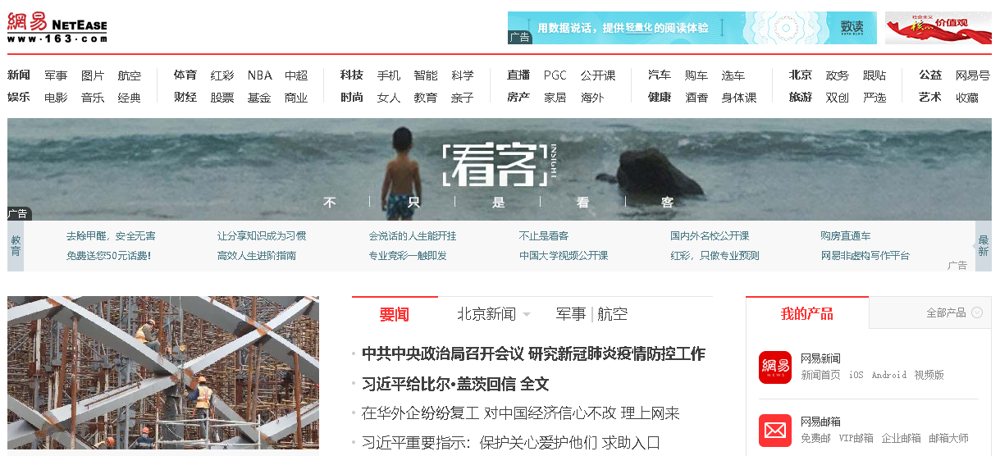 網易 NETEASE
www.163.com
广告
用数据说话，提供轻量化的阅读体验
数读
社会主义
核心价值观
新闻 军事 图片 航空 体育 红彩 NBA 中超 科技 手机 智能 科学 直播 PGC 公开课 汽车 购车 选车 北京 政务 跟贴 公益 网易号
娱乐 电影 音乐 经典 财经 股票 基金 商业 时尚 女人 教育 亲子 房产 家居 海外 健康 酒香 身体课 旅游 双创 严选 艺术 收藏
看客 INSIGHT
不 | 只 | 是 | 看 | 客
广告
教育
去除甲醛，安全无害 让分享知识成为习惯 会说话的人生能开挂 不止是看客 国内外名校公开课 购房直通车
免费送您50元话费! 高效人生进阶指南 专业竞彩一触即发 中国大学视频公开课 红彩，只做专业预测 网易非虚构写作平台
最新
广告
要闻 北京新闻 军事 | 航空
中共中央政治局召开会议 研究新冠肺炎疫情防控工作
习近平给比尔•盖茨回信 全文
在华外企纷纷复工 对中国经济信心不改 理上网来
习近平重要指示：保护关心爱护他们 求助入口
我的产品 全部产品
網易 NEWS
网易新闻
新闻首页 iOS Android 视频版
网易邮箱
免费邮 VIP邮箱 企业邮箱 邮箱大师